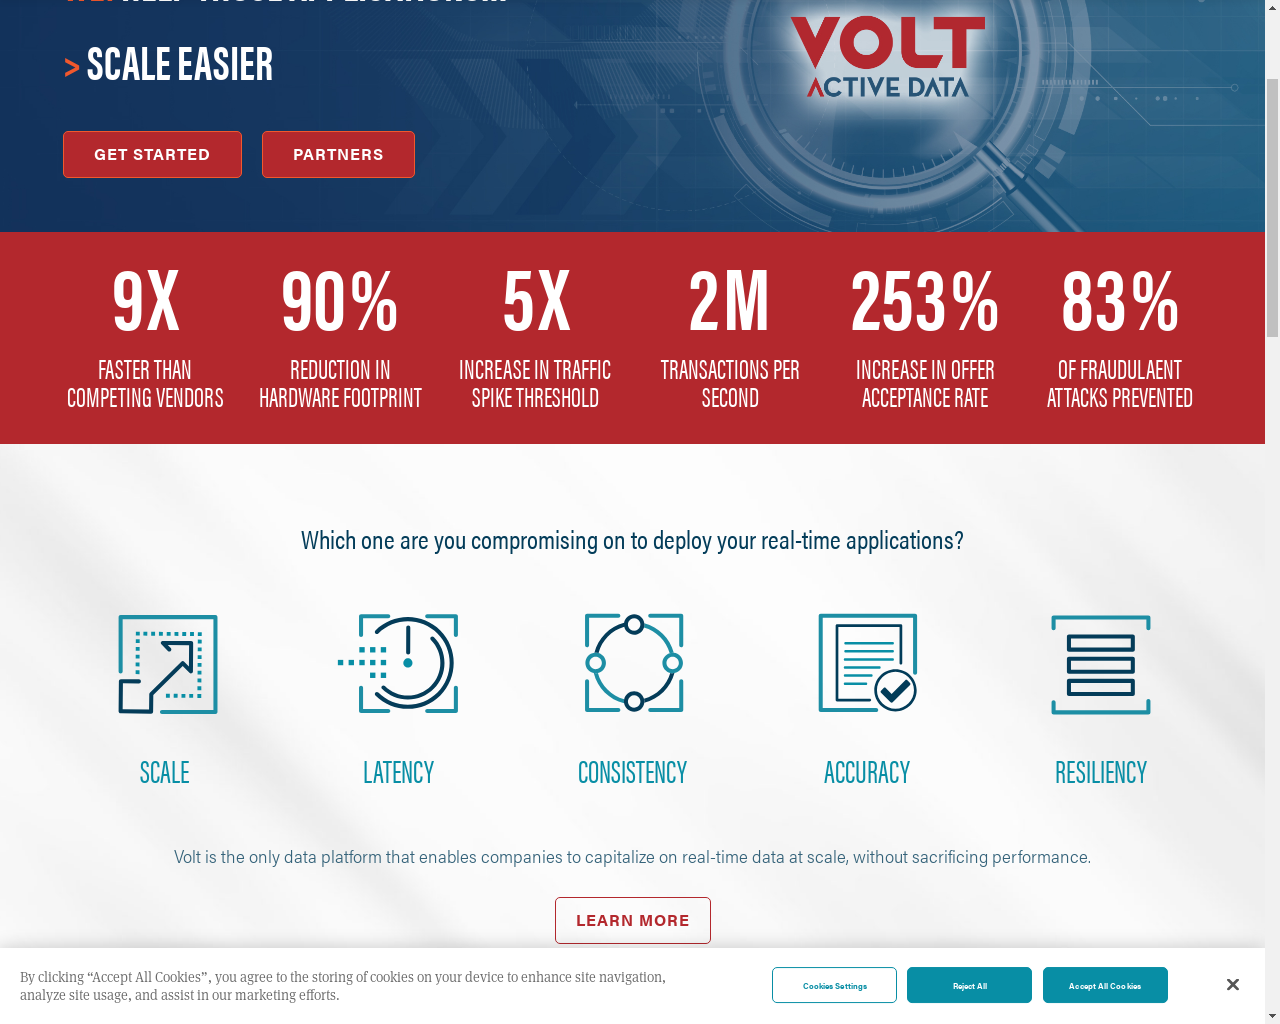 > SCALE EASIER
VOLT
ACTIVE DATA
GET STARTED
PARTNERS
9X
FASTER THAN
COMPETING VENDORS
90%
REDUCTION IN
HARDWARE FOOTPRINT
5X
INCREASE IN TRAFFIC
SPIKE THRESHOLD
2M
TRANSACTIONS PER
SECOND
253%
INCREASE IN OFFER
ACCEPTANCE RATE
83%
OF FRAUDULAENT
ATTACKS PREVENTED
Which one are you compromising on to deploy your real-time applications?
SCALE
LATENCY
CONSISTENCY
ACCURACY
RESILIENCY
Volt is the only data platform that enables companies to capitalize on real-time data at scale, without sacrificing performance.
LEARN MORE
By clicking “Accept All Cookies”, you agree to the storing of cookies on your device to enhance site navigation,
analyze site usage, and assist in our marketing efforts.
Cookies Settings
Reject All
Accept All Cookies